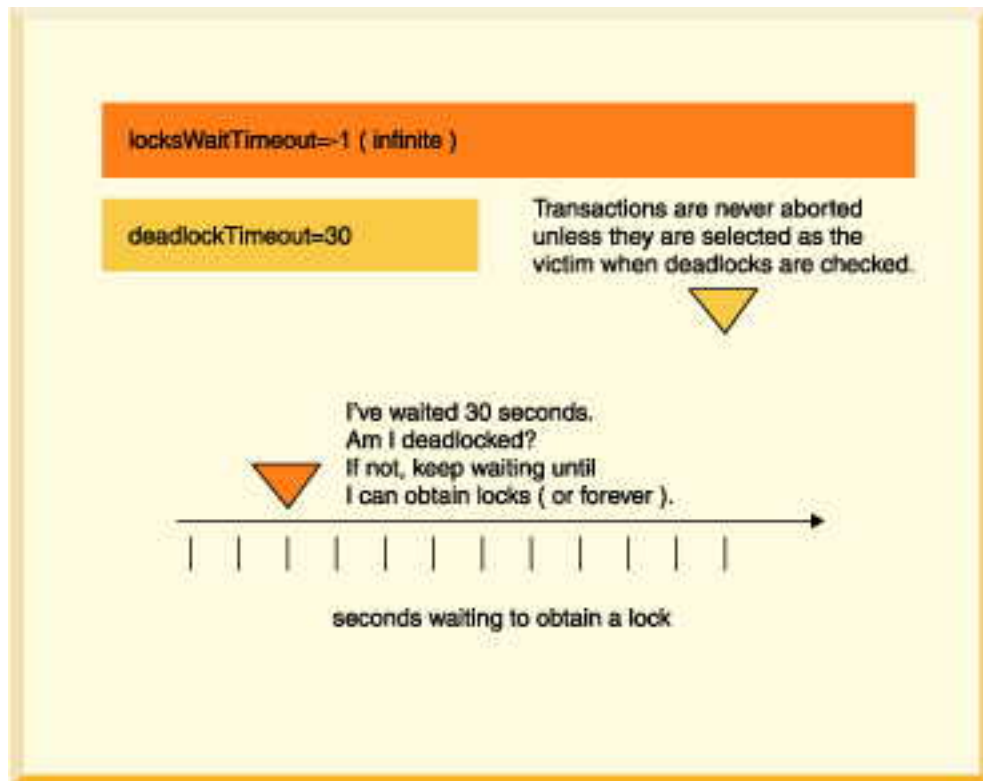 locksWaitTimeout=-1 ( infinite )
deadlockTimeout=30
Transactions are never aborted
unless they are selected as the
victim when deadlocks are checked.
I've waited 30 seconds.
Am I deadlocked?
If not, keep waiting until
I can obtain locks ( or forever ).
seconds waiting to obtain a lock